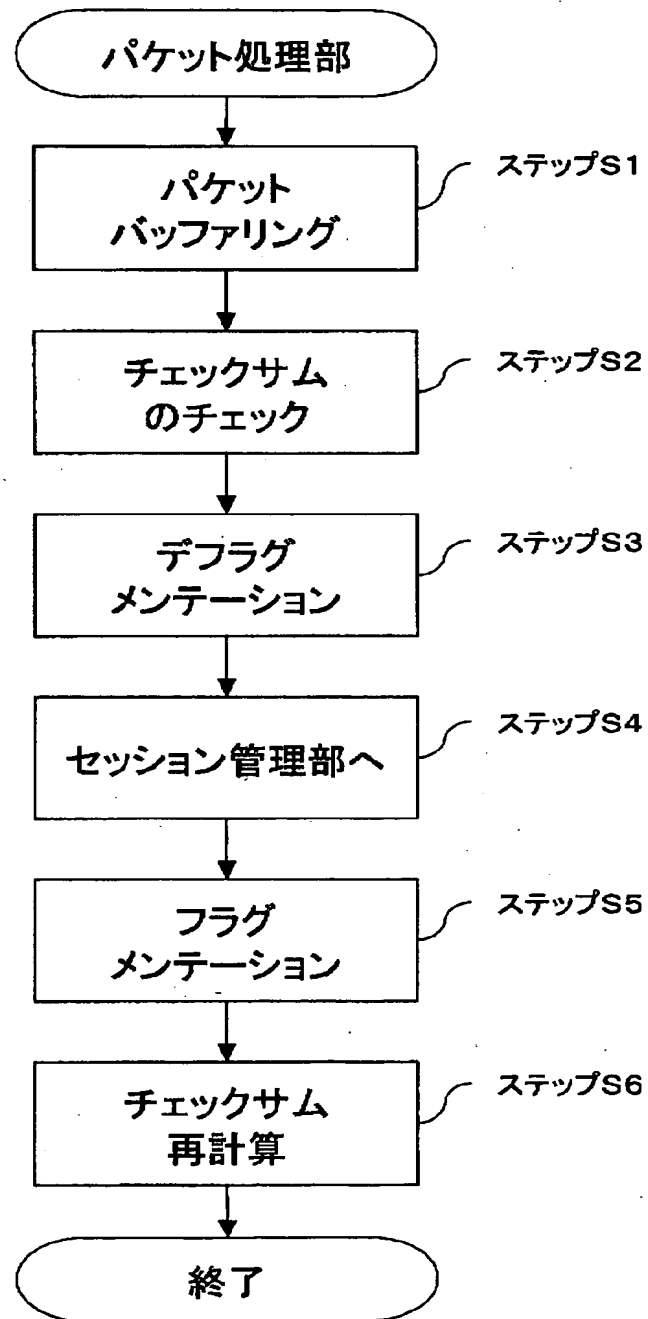 パケット処理部
パケット
バッファリング
ステップS1
チェックサム
のチェック
ステップS2
デフラグ
メンテーション
ステップS3
セッション管理部へ
ステップS4
フラグ
メンテーション
ステップS5
チェックサム
再計算
ステップS6
終了